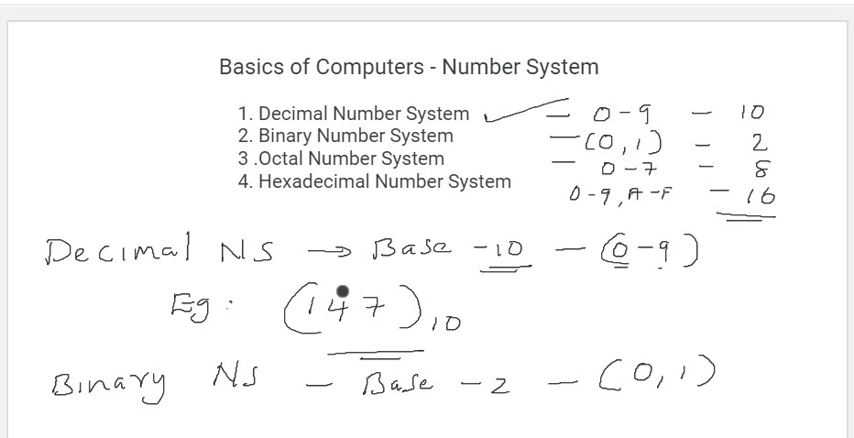 Basics of Computers - Number System
1. Decimal Number System ✓ – 0-9 – 10
2. Binary Number System – (0,1) – 2
3 .Octal Number System – 0-7 – 8
4. Hexadecimal Number System 0-9, A-F – 16
Decimal NS → Base -10 – (0-9)
Eg: (147)10
Binary NS – Base -2 – (0,1)